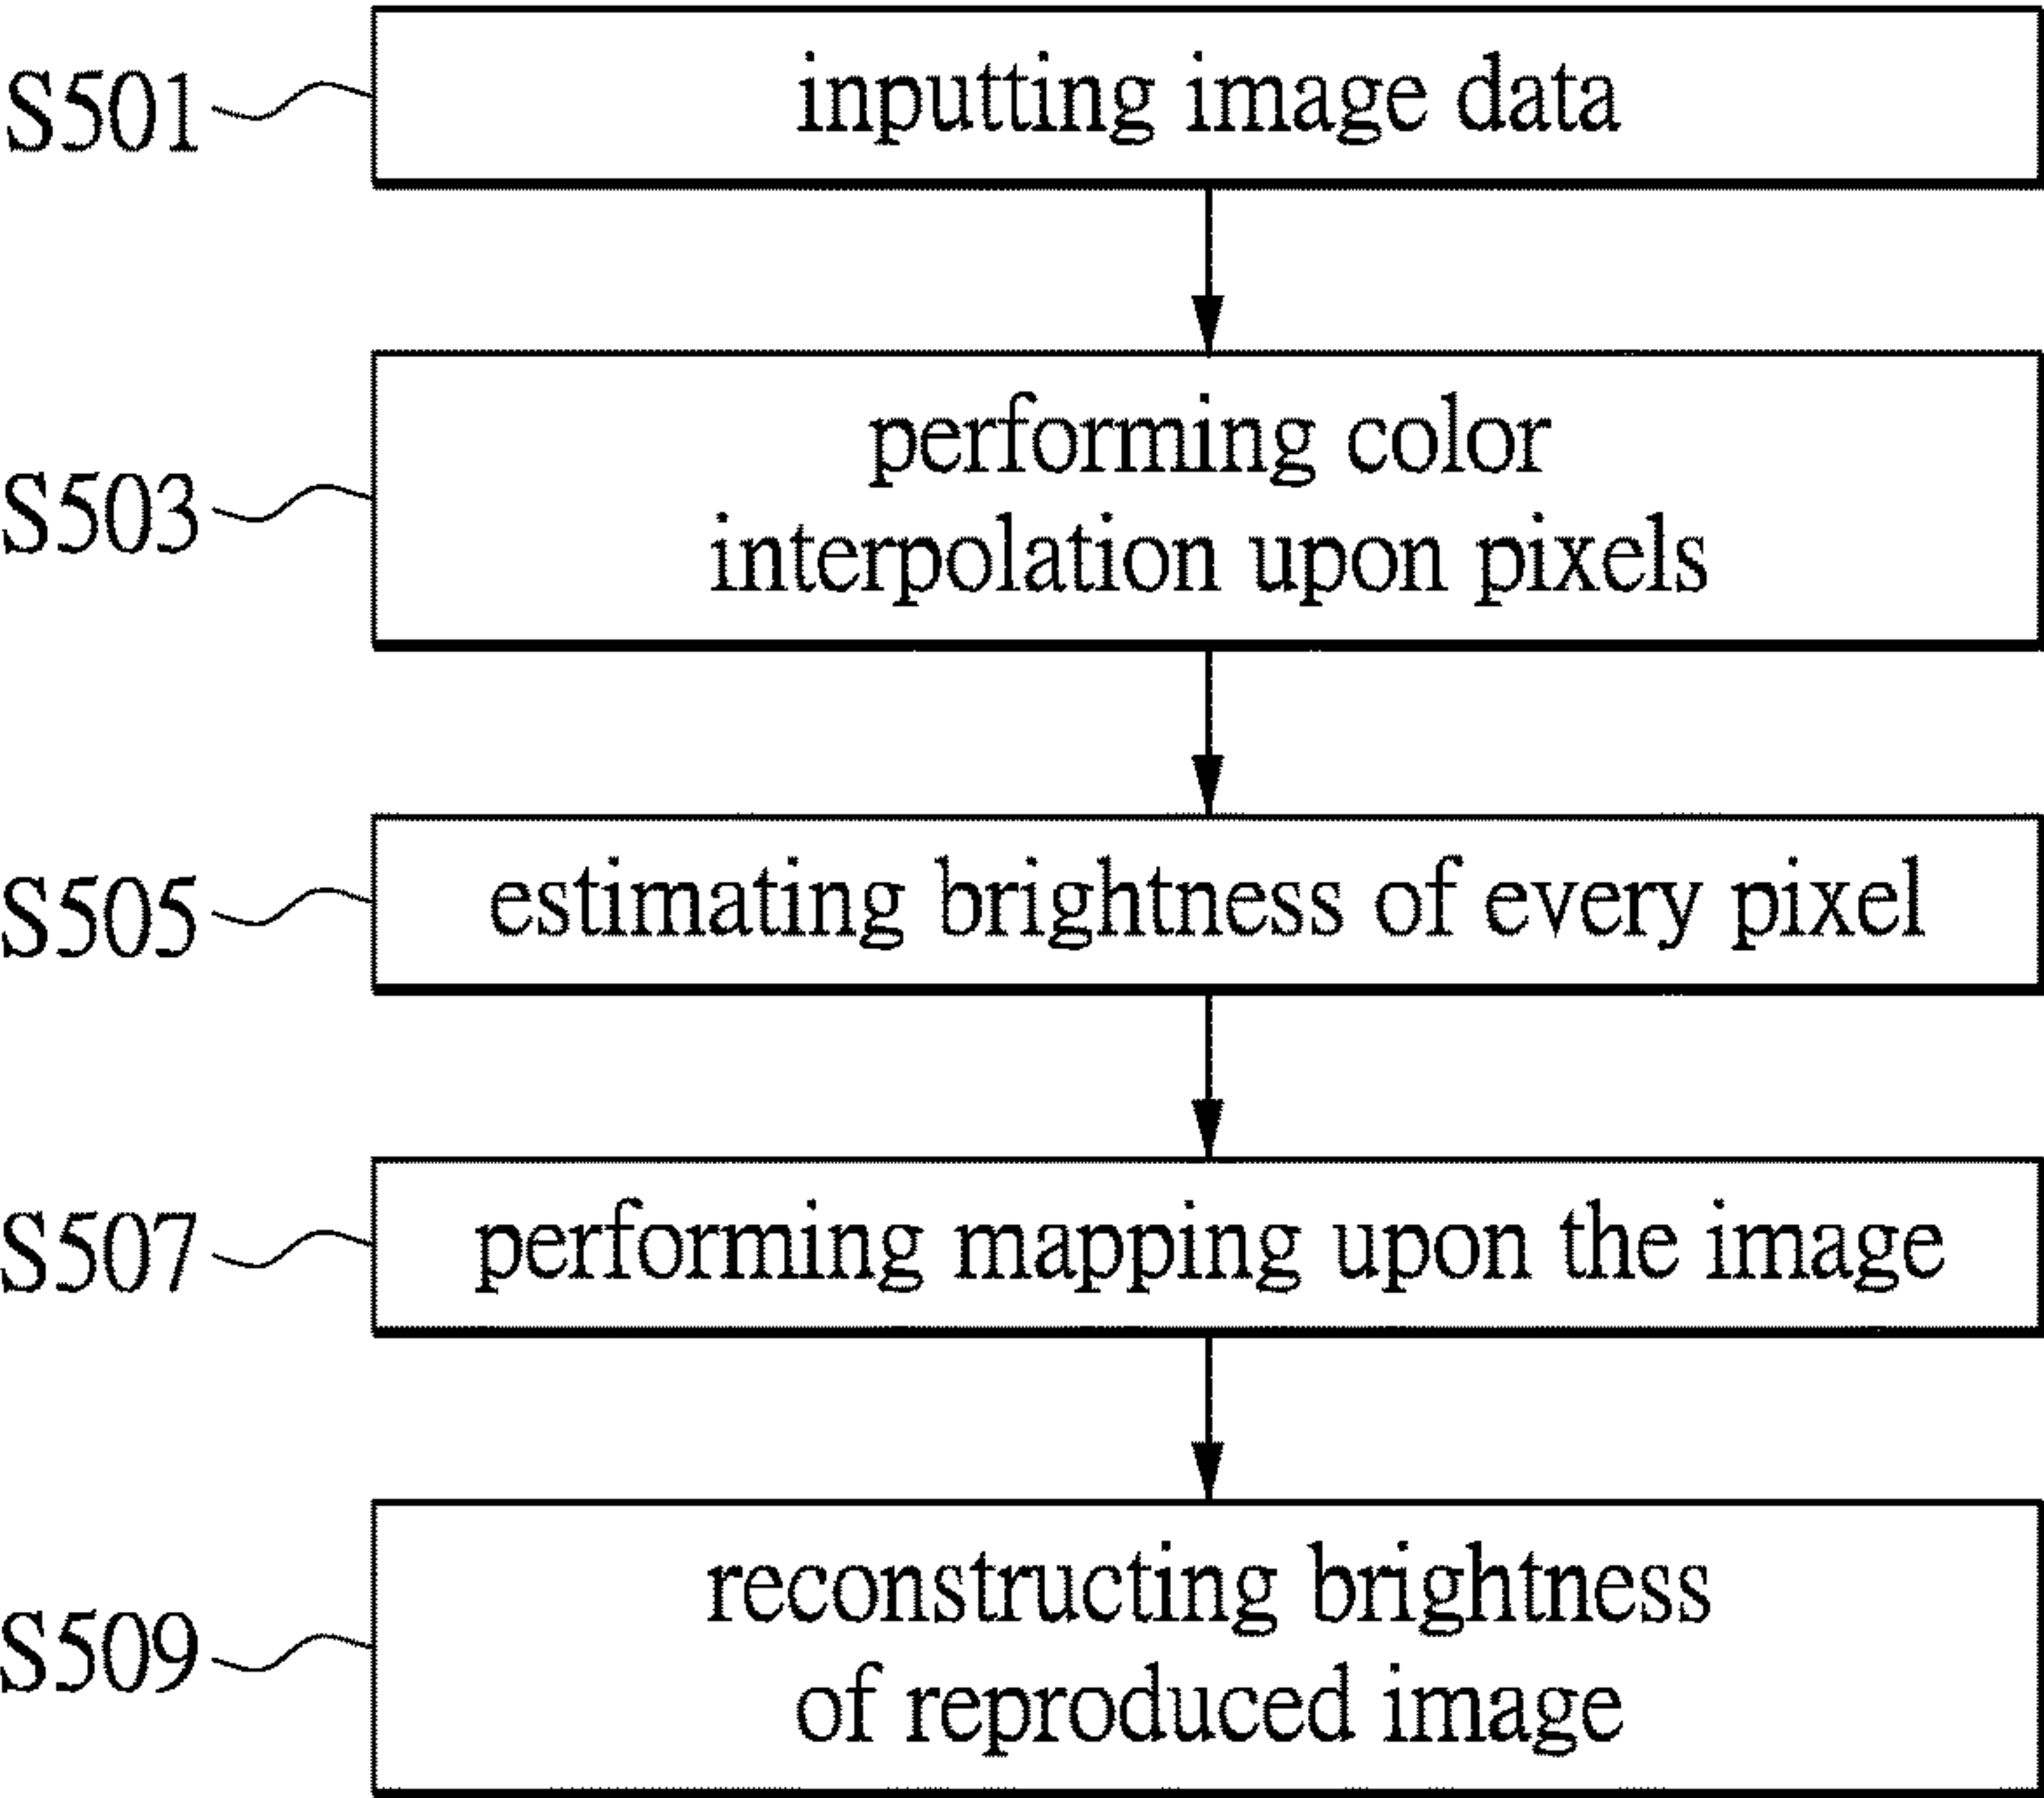 S501
inputting image data
S503
performing color
interpolation upon pixels
S505
estimating brightness of every pixel
S507
performing mapping upon the image
S509
reconstructing brightness
of reproduced image